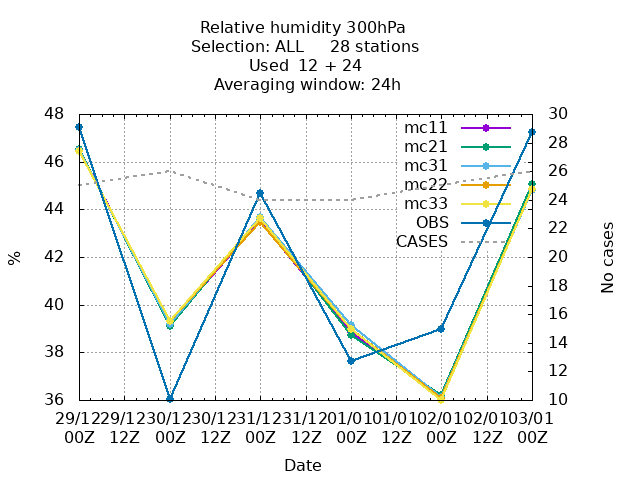 Relative humidity 300hPa
Selection: ALL 28 stations
Used 12 + 24
Averaging window: 24h
48 30
46 28
44 26
42 24
40 22
38 20
36 18
16
14
12
10
%
No cases
mc11
mc21
mc31
mc22
mc33
OBS
CASES
29/12 29/12 30/12 30/12 31/12 31/12 01/01 01/01 02/01 02/01 03/01
00Z 12Z 00Z 12Z 00Z 12Z 00Z 12Z 00Z 12Z 00Z
Date